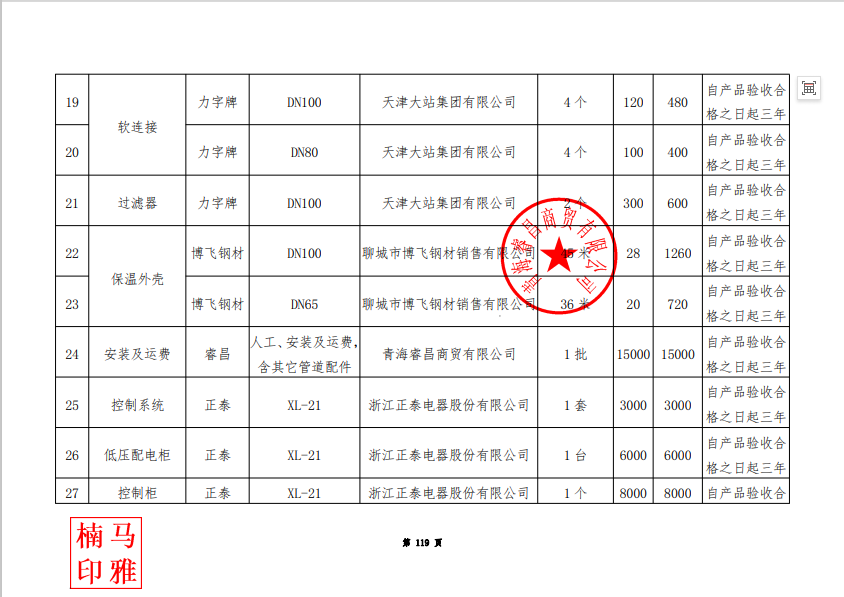 19 软连接 力字牌 DN100 天津大站集团有限公司 4个 120 480 自产品验收合
格之日起三年
20 力字牌 DN80 天津大站集团有限公司 4个 100 400 自产品验收合
格之日起三年
21 过滤器 力字牌 DN100 天津大站集团有限公司 2个 300 600 自产品验收合
格之日起三年
22 保温外壳 博飞钢材 DN100 聊城市博飞钢材销售有限公司 45米 28 1260 自产品验收合
格之日起三年
23 博飞钢材 DN65 聊城市博飞钢材销售有限公司 36米 20 720 自产品验收合
格之日起三年
24 安装及运费 睿昌 人工、安装及运费, 青海睿昌商贸有限公司 1批 15000 15000 自产品验收合
含其它管道配件 格之日起三年
25 控制系统 正泰 XL-21 浙江正泰电器股份有限公司 1套 3000 3000 自产品验收合
格之日起三年
26 低压配电柜 正泰 XL-21 浙江正泰电器股份有限公司 1台 6000 6000 自产品验收合
格之日起三年
27 控制柜 正泰 XL-21 浙江正泰电器股份有限公司 1个 8000 8000 自产品验收合
青海睿昌商贸有限公司
楠马
印雅
第 119 页